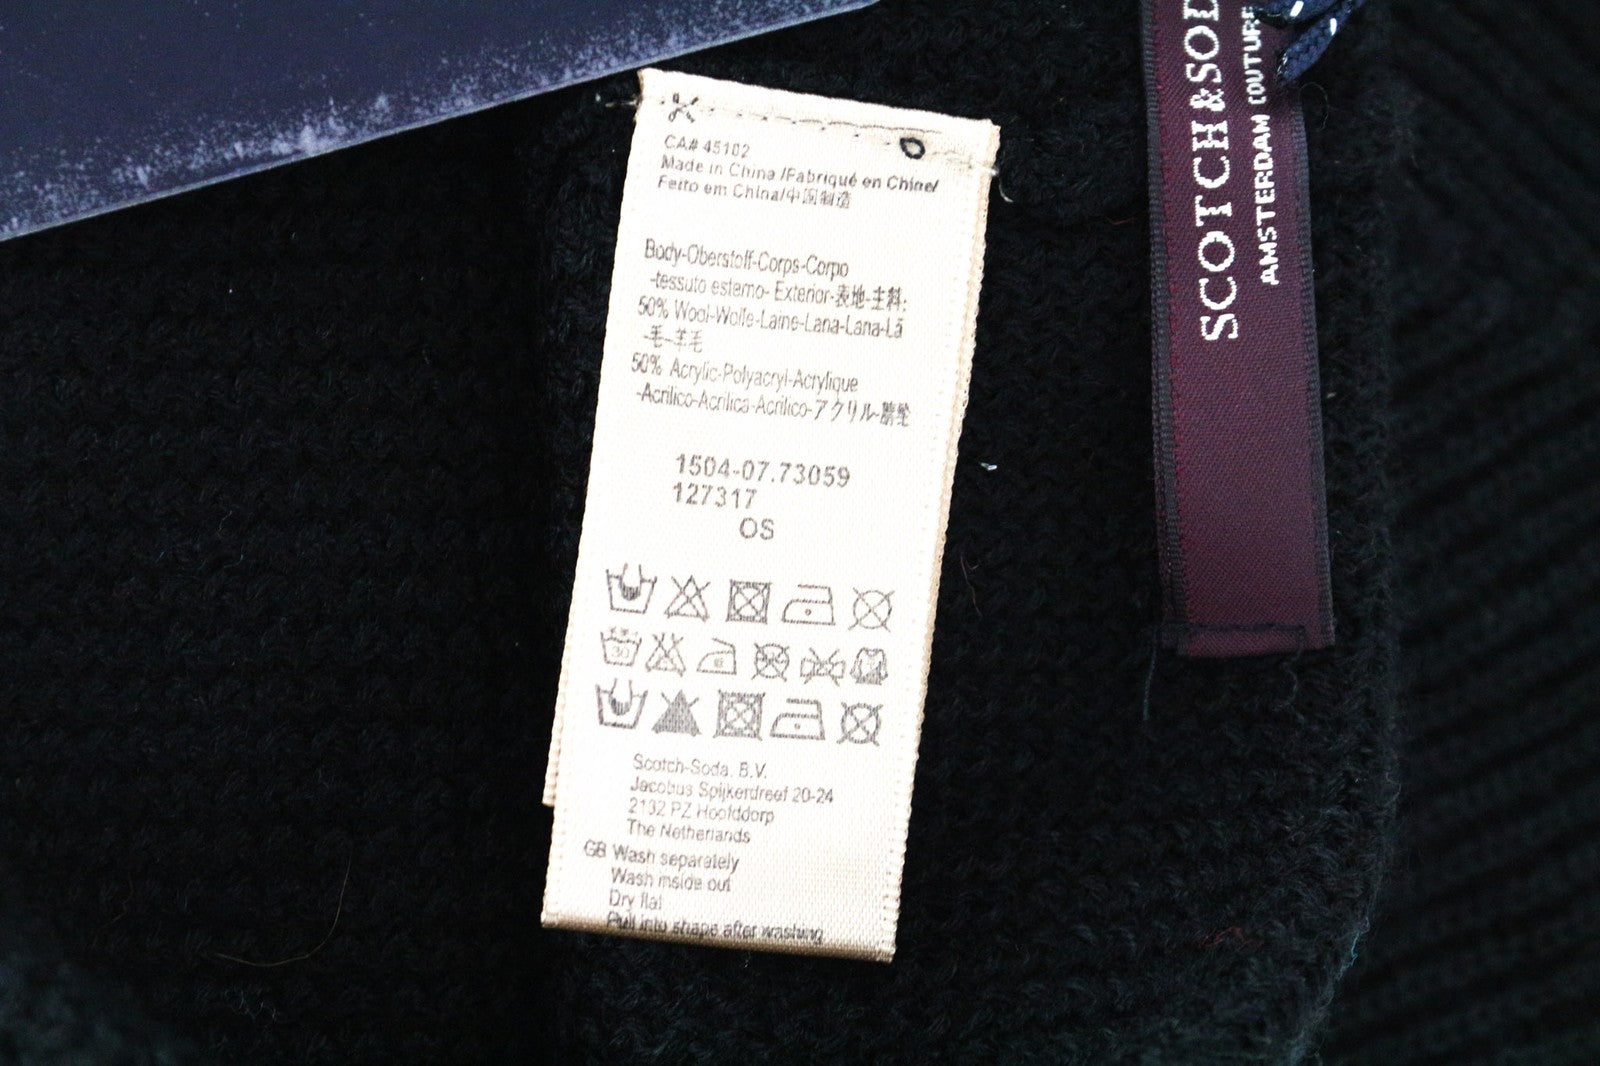 CA# 45102
Made in China /Fabriqué en Chine/
Feito em China/中国制造
Body-Oberstoff-Corps-Corpo
-tessuto esterno- Exterior-表地-主料:
50% Wool-Wolle-Laine-Lana-Lana-Lã
-毛-羊毛
50% Acrylic-Polyacryl-Acrylique
-Acrilico-Acrílica-Acrílico-アクリル-腈纶
1504-07.73059
127317
OS
30
Scotch-Soda. B.V.
Jacobus Spijkerdreef 20-24
2132 PZ Hoofddorp
The Netherlands
GB Wash separately
Wash inside out
Dry flat
Pull into shape after washing
SCOTCH&SOD
AMSTERDAM COUTURE